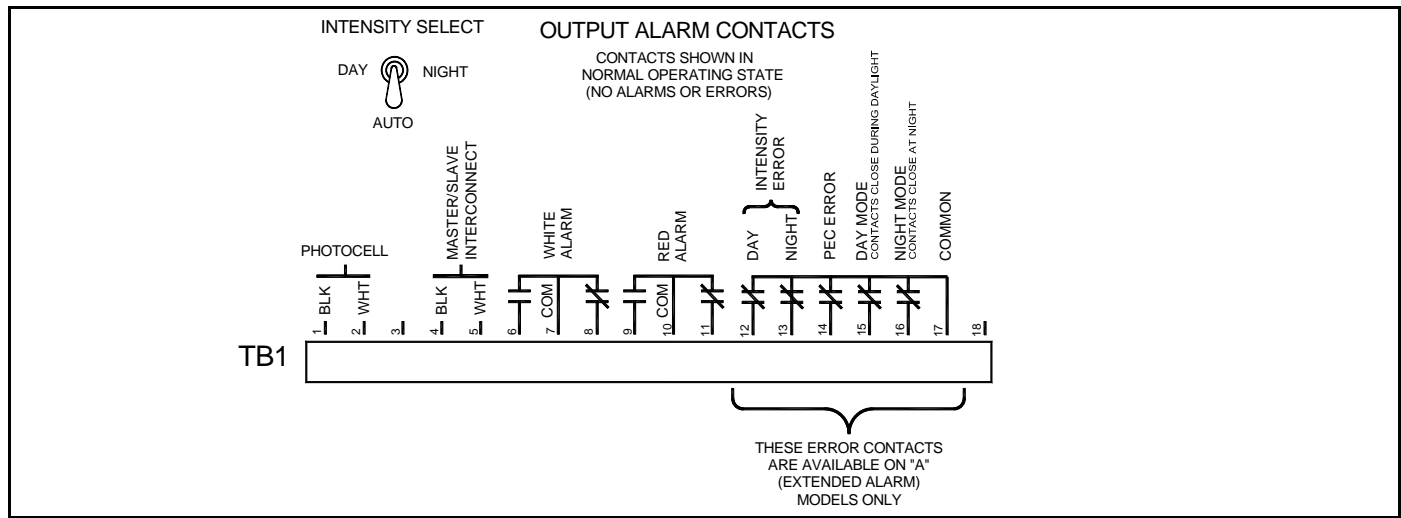 INTENSITY SELECT
DAY
NIGHT
AUTO
OUTPUT ALARM CONTACTS
CONTACTS SHOWN IN
NORMAL OPERATING STATE
(NO ALARMS OR ERRORS)
PHOTOCELL
BLK
WHT
MASTER/SLAVE
INTERCONNECT
BLK
WHT
WHITE
ALARM
COM
RED
ALARM
COM
INTENSITY
ERROR
DAY
NIGHT
PEC ERROR
DAY MODE
CONTACTS CLOSE DURING DAYLIGHT
NIGHT MODE
CONTACTS CLOSE AT NIGHT
COMMON
1
2
3
4
5
6
7
8
9
10
11
12
13
14
15
16
17
18
TB1
THESE ERROR CONTACTS
ARE AVAILABLE ON "A"
(EXTENDED ALARM)
MODELS ONLY